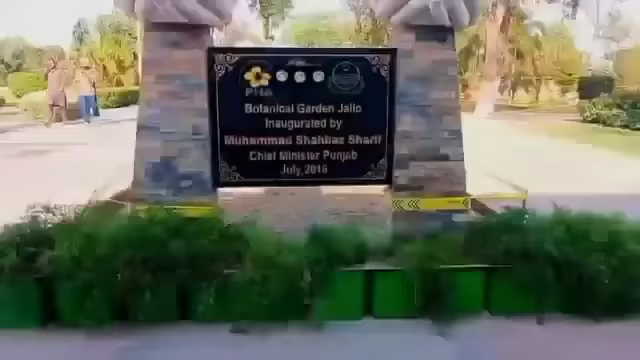 PHA
Botanical Garden Jallo
Inaugurated by
Muhammad Shahbaz Sharif
Chief Minister Punjab
July,2016